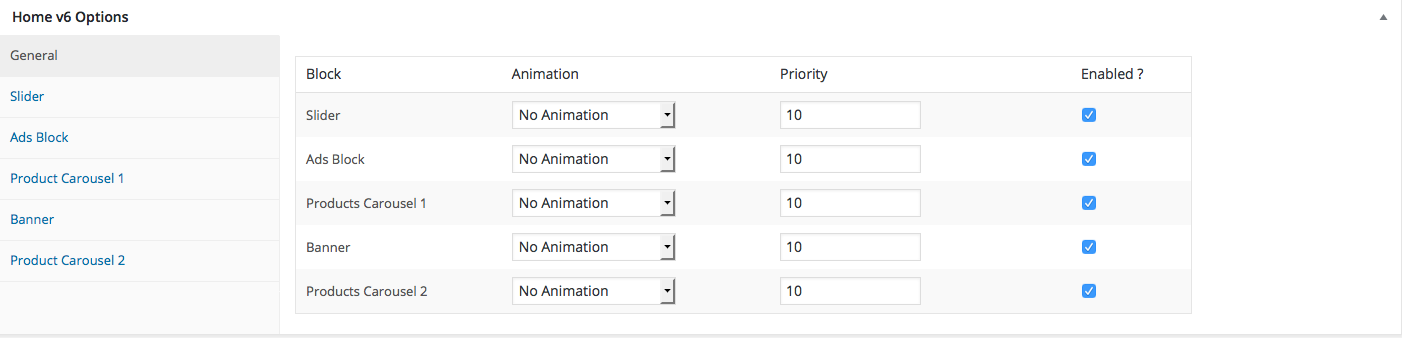 Home v6 Options
General
Slider
Ads Block
Product Carousel 1
Banner
Product Carousel 2
Block Animation Priority Enabled ?
Slider No Animation 10
Ads Block No Animation 10
Products Carousel 1 No Animation 10
Banner No Animation 10
Products Carousel 2 No Animation 10